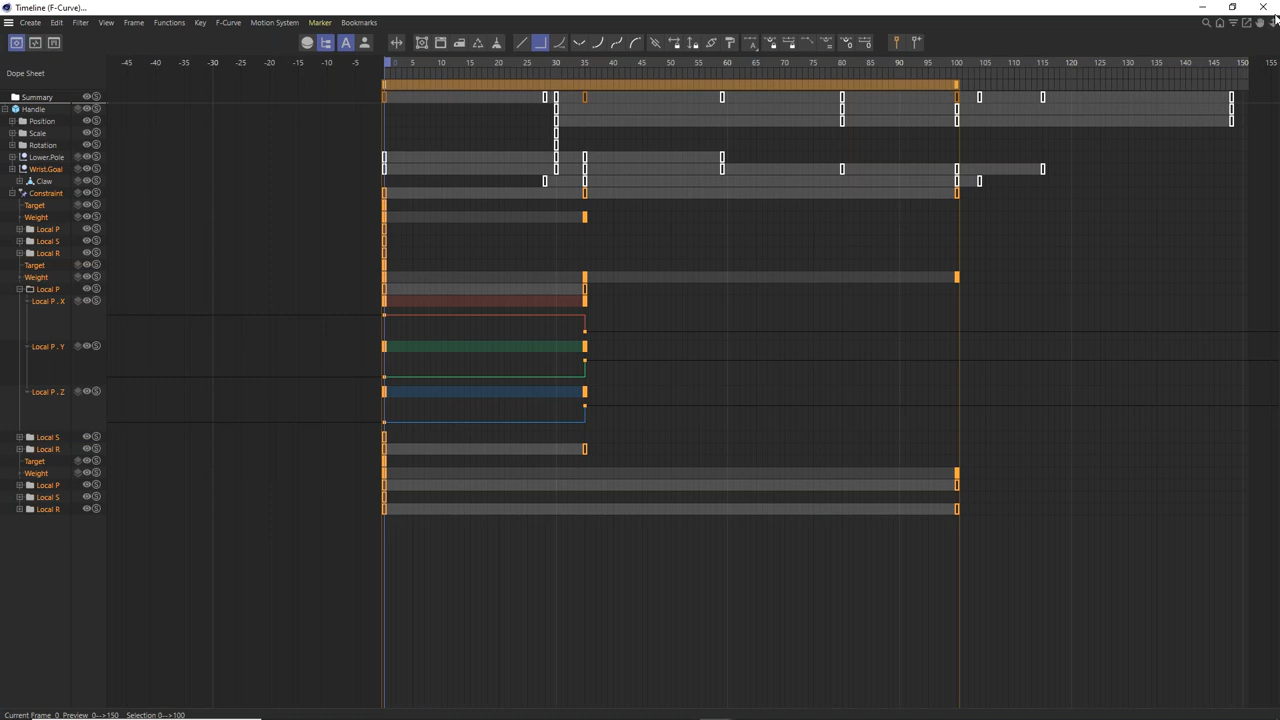 Timeline (F-Curve)...
Create Edit Filter View Frame Functions Key F-Curve Motion System Marker Bookmarks
-45 -40 -35 -30 -25 -20 -15 -10 -5 0 5 10 15 20 25 30 35 40 45 50 55 60 65 70 75 80 85 90 95 100 105 110 115 120 125 130 135 140 145 150 155
Dope Sheet
Summary
Handle
Position
Scale
Rotation
Lower.Pole
Wrist.Goal
Claw
Constraint
Target
Weight
Local P
Local S
Local R
Target
Weight
Local P
Local P . X
Local P . Y
Local P . Z
Local S
Local R
Target
Weight
Local P
Local S
Local R
Current Frame 0 Preview 0-->150 Selection 0-->100